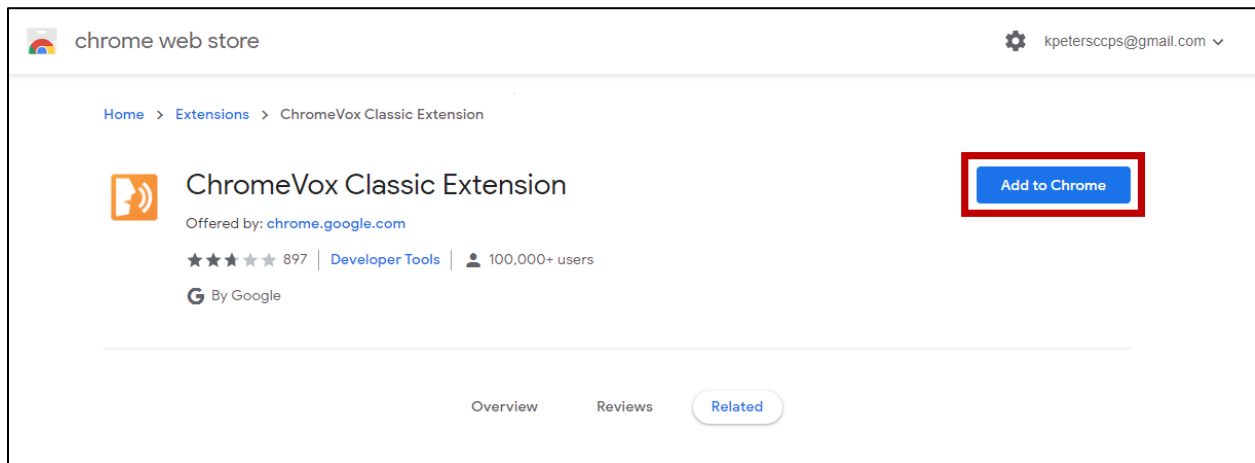 chrome web store
kpetersccps@gmail.com
Home > Extensions > ChromeVox Classic Extension
ChromeVox Classic Extension
Add to Chrome
Offered by: chrome.google.com
897 | Developer Tools | 100,000+ users
G By Google
Overview Reviews Related